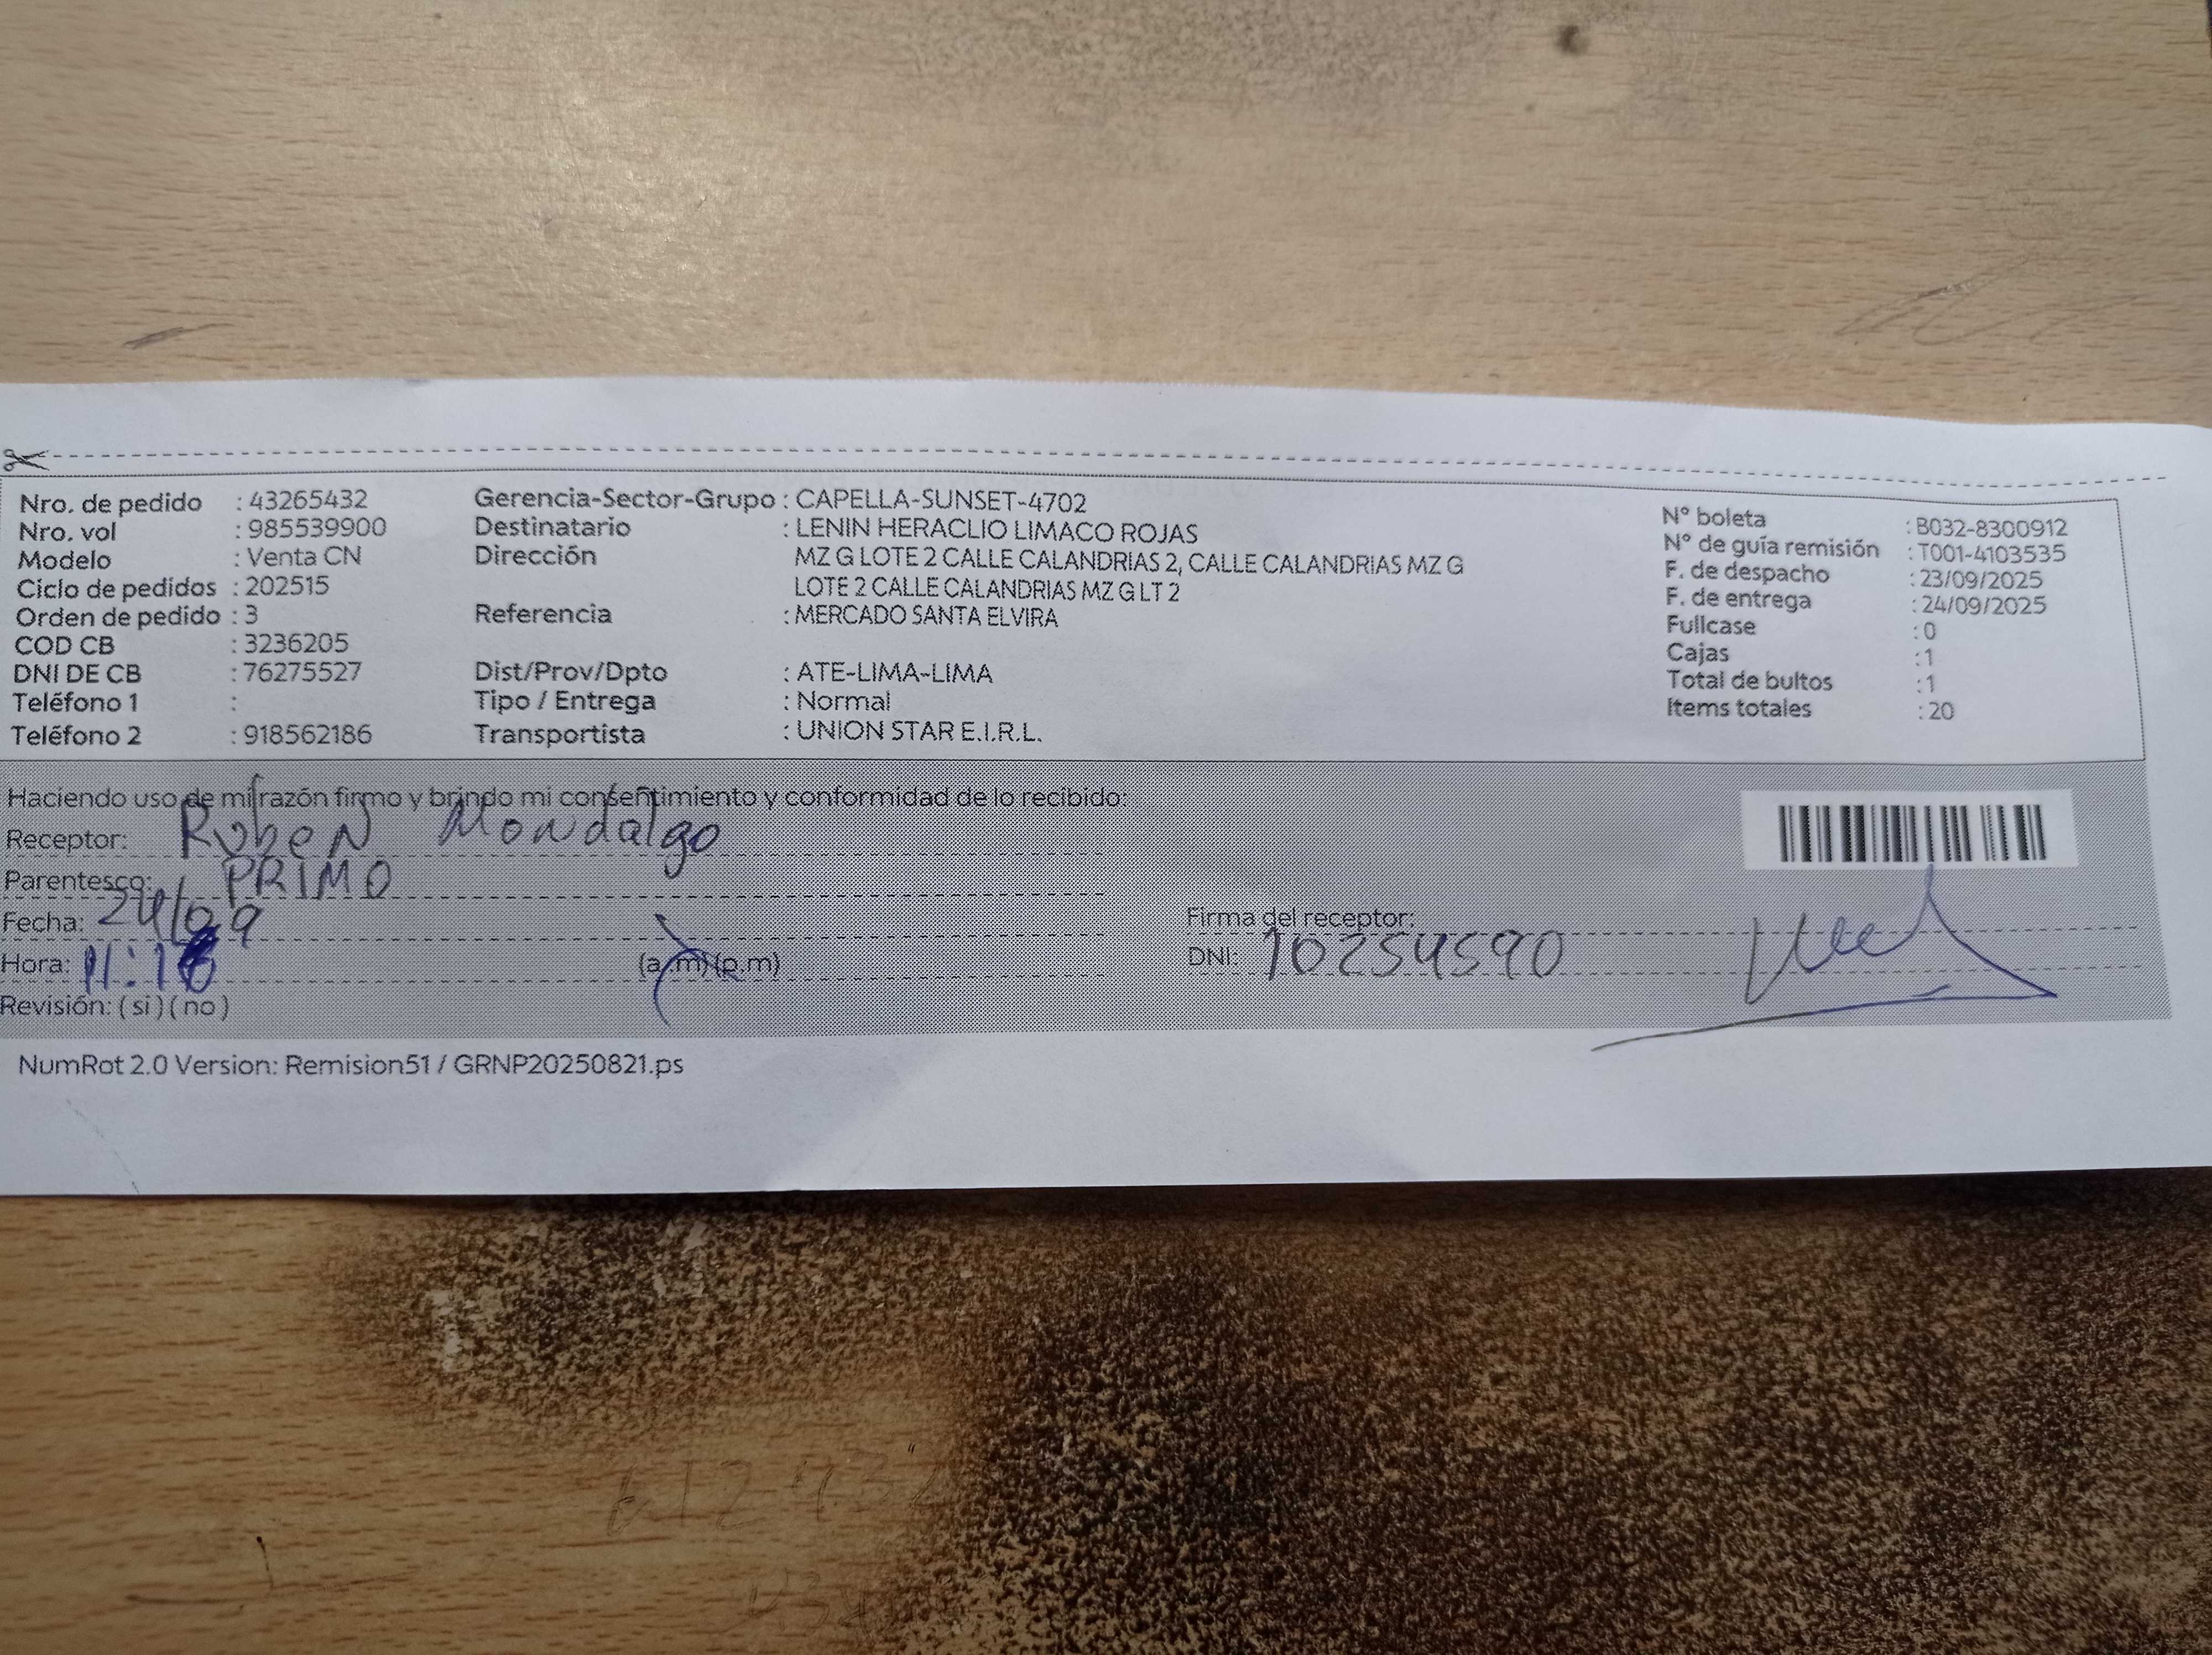 Nro. de pedido : 43265432 Gerencia-Sector-Grupo : CAPELLA-SUNSET-4702 N° boleta : B032-8300912
Nro. vol : 985539900 Destinatario : LENIN HERACLIO LIMACO ROJAS N° de guía remisión : T001-4103535
Modelo : Venta CN Dirección MZ G LOTE 2 CALLE CALANDRIAS 2, CALLE CALANDRIAS MZ G F. de despacho : 23/09/2025
Ciclo de pedidos : 202515 LOTE 2 CALLE CALANDRIAS MZ G LT 2 F. de entrega : 24/09/2025
Orden de pedido : 3 Referencia : MERCADO SANTA ELVIRA Fullcase : 0
COD CB : 3236205 Cajas : 1
DNI DE CB : 76275527 Dist/Prov/Dpto : ATE-LIMA-LIMA Total de bultos : 1
Teléfono 1 : Tipo / Entrega : Normal Items totales : 20
Teléfono 2 : 918562186 Transportista : UNION STAR E.I.R.L.
Haciendo uso de mi razón firmo y brindo mi consentimiento y conformidad de lo recibido:
Receptor: Ruben Mondalgo
Parentesco: PRIMO
Fecha: 24/09 Firma del receptor:
Hora: (a.m) (p.m) DNI: 10254590
Revisión: ( si ) ( no )
NumRot 2.0 Version: Remision51 / GRNP20250821.ps